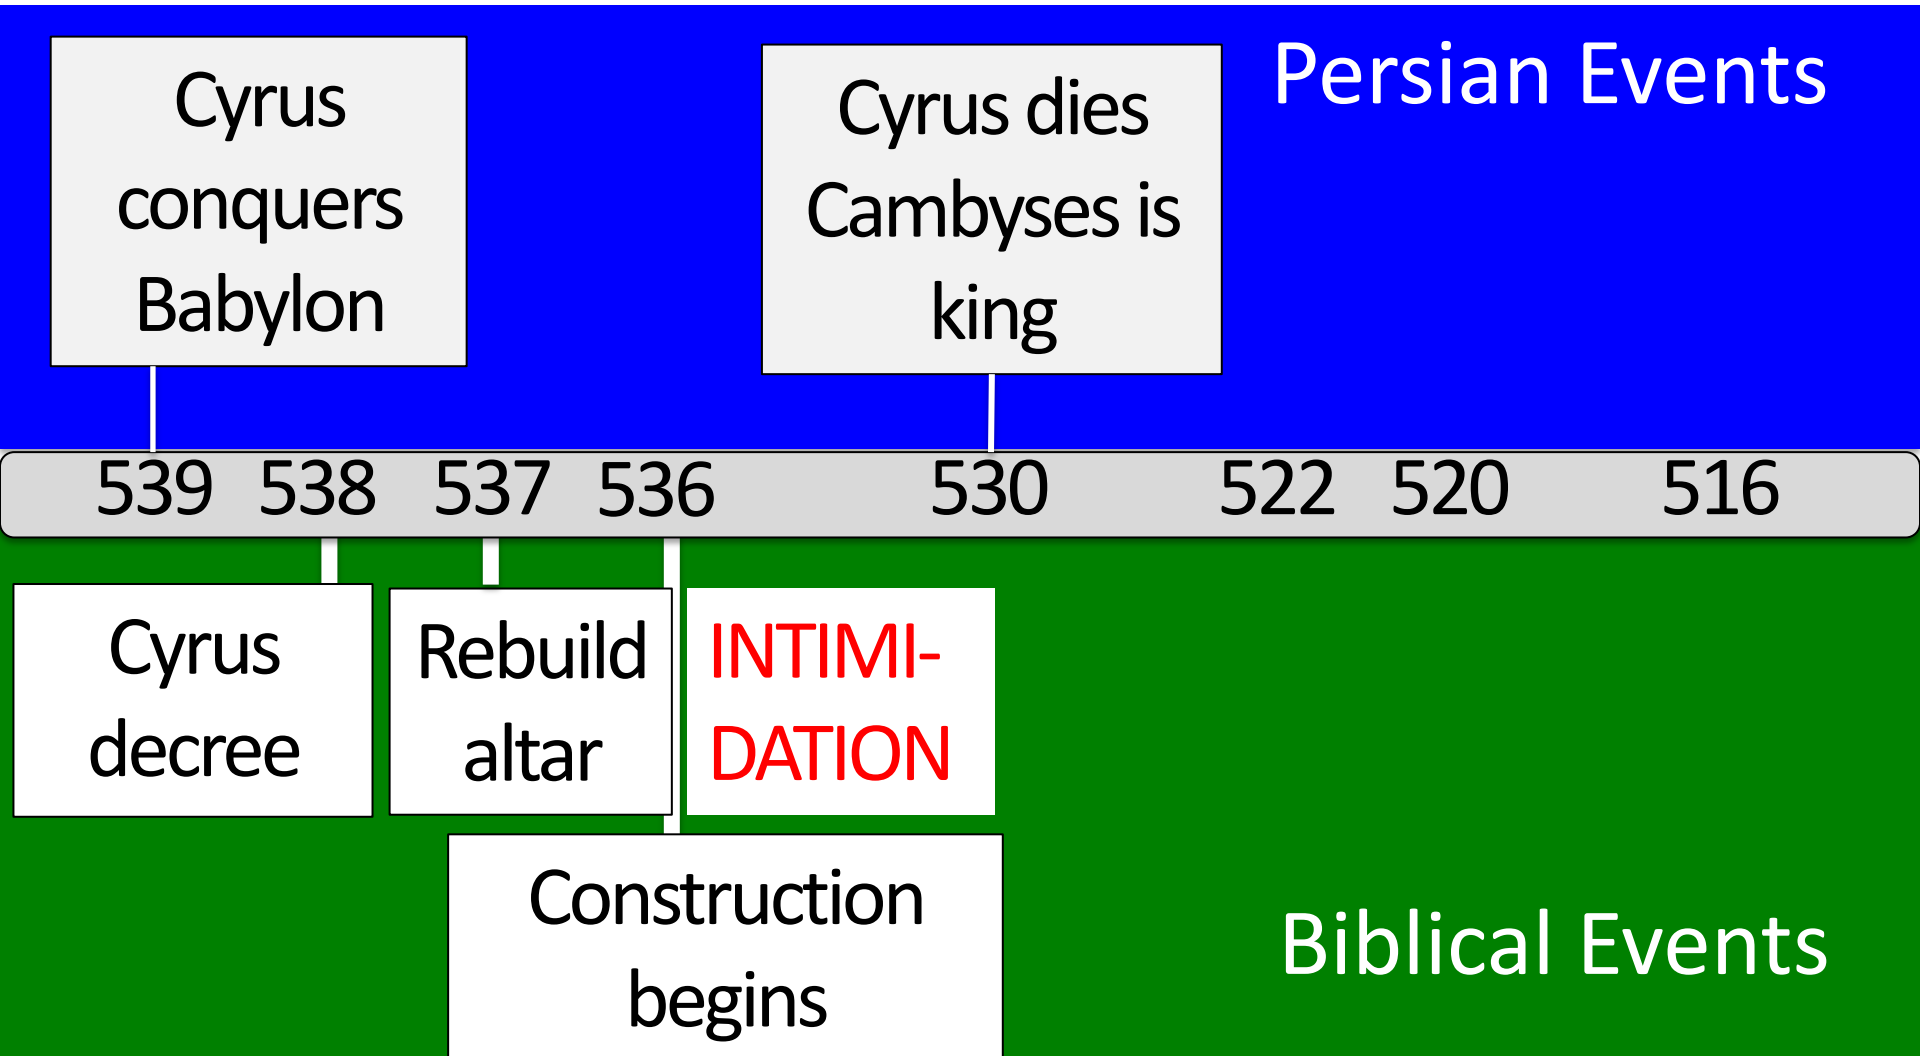 Persian Events
Cyrus
conquers
Babylon
Cyrus dies
Cambyses is
king
539 538 537 536 530 522 520 516
Cyrus
decree
Rebuild
altar
INTIMI-
DATION
Construction
begins
Biblical Events